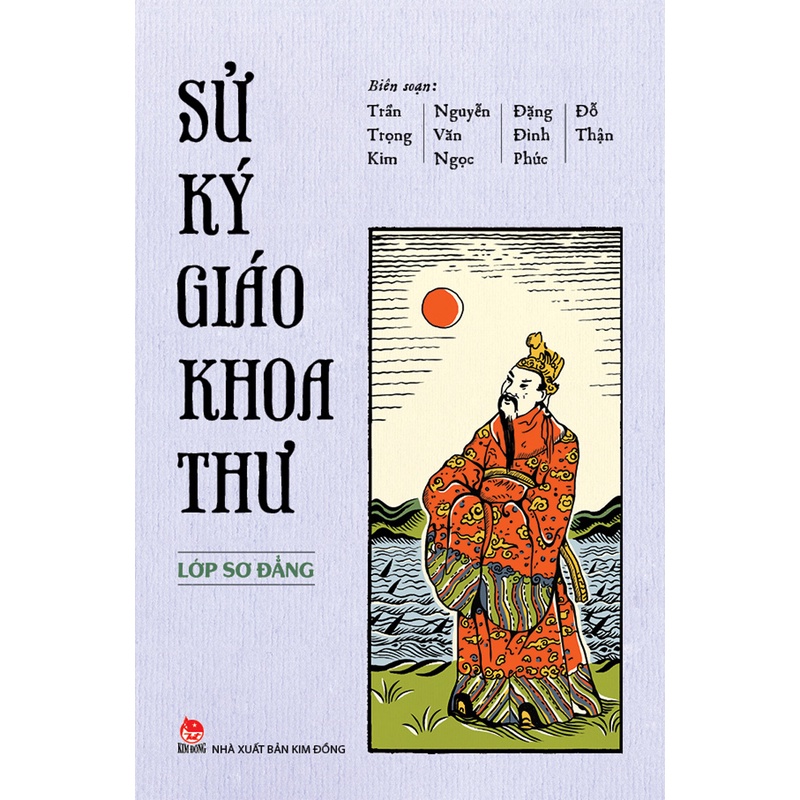 SỬ
KÝ
GIÁO
KHOA
THƯ
LỚP SƠ ĐẲNG
Biên soạn:
Trần
Trọng
Kim
Nguyễn
Văn
Ngọc
Đặng
Đình
Phúc
Đỗ
Thận
KIM ĐỒNG
NHÀ XUẤT BẢN KIM ĐỒNG